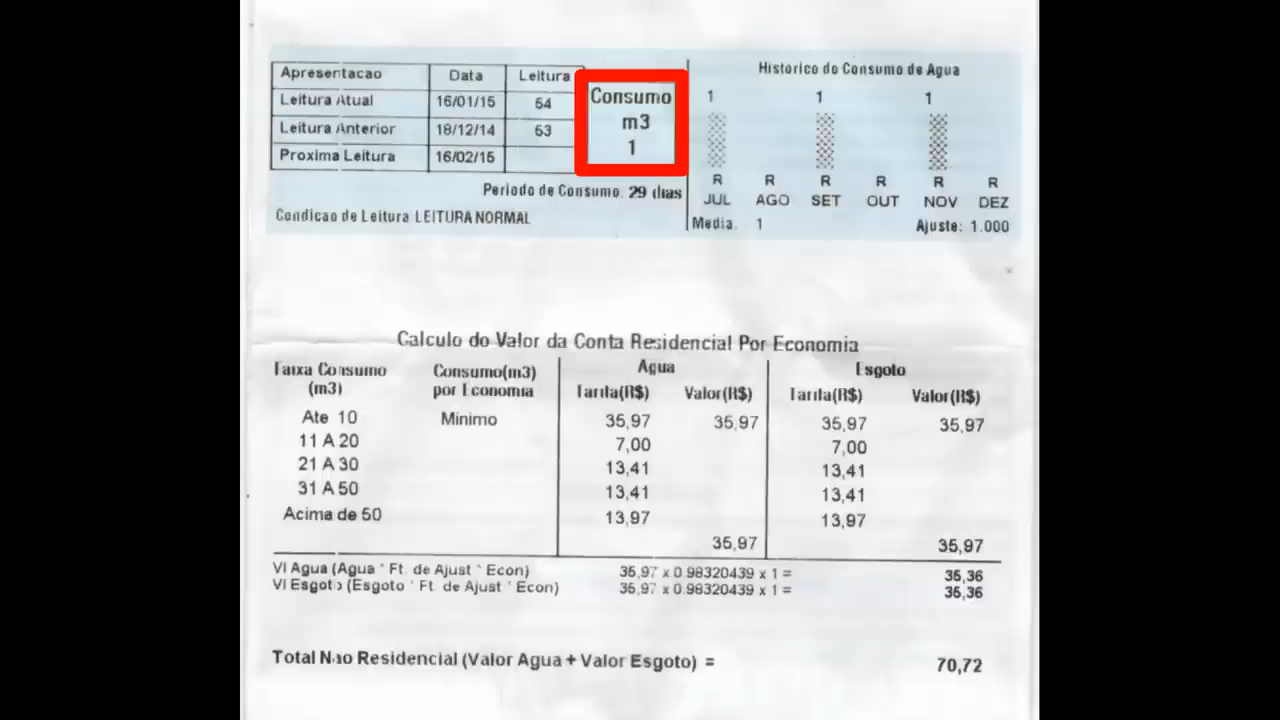 Apresentacao Data Leitura
Leitura Atual 16/01/15 54
Leitura Anterior 18/12/14 53
Proxima Leitura 16/02/15
Consumo
m3
1
Periodo de Consumo. 29 dias
Condicao de Leitura LEITURA NORMAL
Historico do Consumo de Agua
1 1 1
R R R R R R
JUL AGO SET OUT NOV DEZ
Media. 1 Ajuste: 1.000
Calculo do Valor da Conta Residencial Por Economia
Faixa Consumo (m3) Consumo(m3) por Economia Agua Esgoto
Tarifa(R$) Valor(R$) Tarifa(R$) Valor(R$)
Ate 10 Minimo 35,97 35,97 35,97 35,97
11 A 20 7,00 7,00
21 A 30 13,41 13,41
31 A 50 13,41 13,41
Acima de 50 13,97 13,97
35,97 35,97
Vl Agua (Agua * Ft. de Ajust * Econ) 35,97 x 0.98320439 x 1 = 35,36
Vl Esgoto (Esgoto * Ft. de Ajust * Econ) 35,97 x 0.98320439 x 1 = 35,36
Total Nao Residencial (Valor Agua + Valor Esgoto) = 70,72